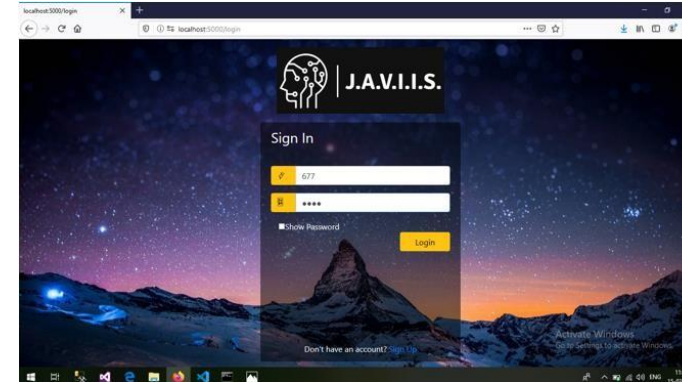 localhost:5000/login
localhost:5000/login
J.A.V.I.I.S.
Sign In
677
Show Password
Login
Don't have an account? Sign Up
Activate Windows
Go to Settings to activate Windows.
ENG